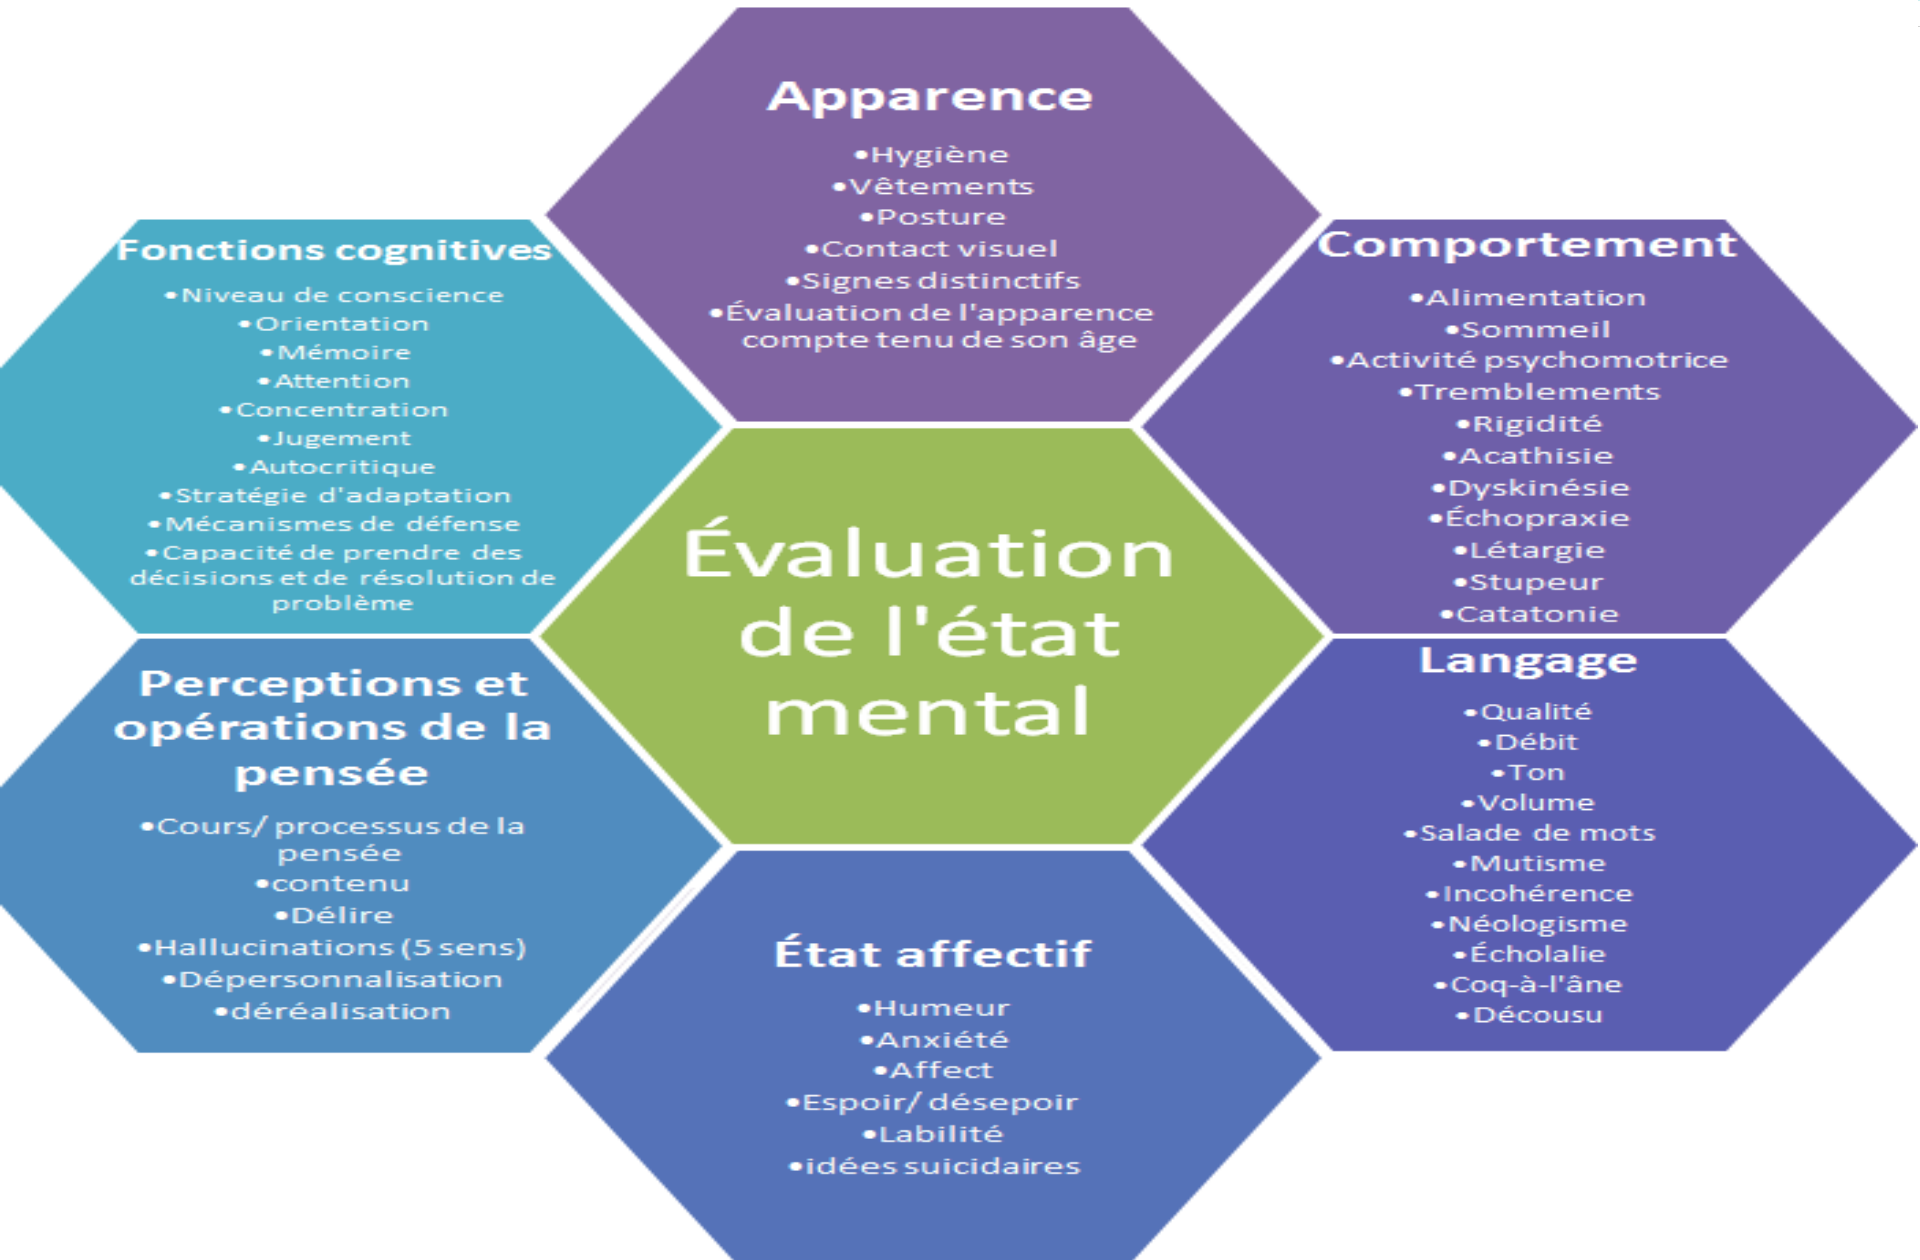 Apparence
•Hygiène
•Vêtements
•Posture
•Contact visuel
•Signes distinctifs
•Évaluation de l'apparence
compte tenu de son âge
Fonctions cognitives
•Niveau de conscience
•Orientation
•Mémoire
•Attention
•Concentration
•Jugement
•Autocritique
•Stratégie d'adaptation
•Mécanismes de défense
•Capacité de prendre des
décisions et de résolution de
problème
Comportement
•Alimentation
•Sommeil
•Activité psychomotrice
•Tremblements
•Rigidité
•Acathisie
•Dyskinésie
•Échopraxie
•Létargie
•Stupeur
•Catatonie
Évaluation
de l'état
mental
Perceptions et
opérations de la
pensée
•Cours/ processus de la
pensée
•contenu
•Délire
•Hallucinations (5 sens)
•Dépersonnalisation
•déréalisation
Langage
•Qualité
•Débit
•Ton
•Volume
•Salade de mots
•Mutisme
•Incohérence
•Néologisme
•Écholalie
•Coq-à-l'âne
•Décousu
État affectif
•Humeur
•Anxiété
•Affect
•Espoir/ désepoir
•Labilité
•idées suicidaires